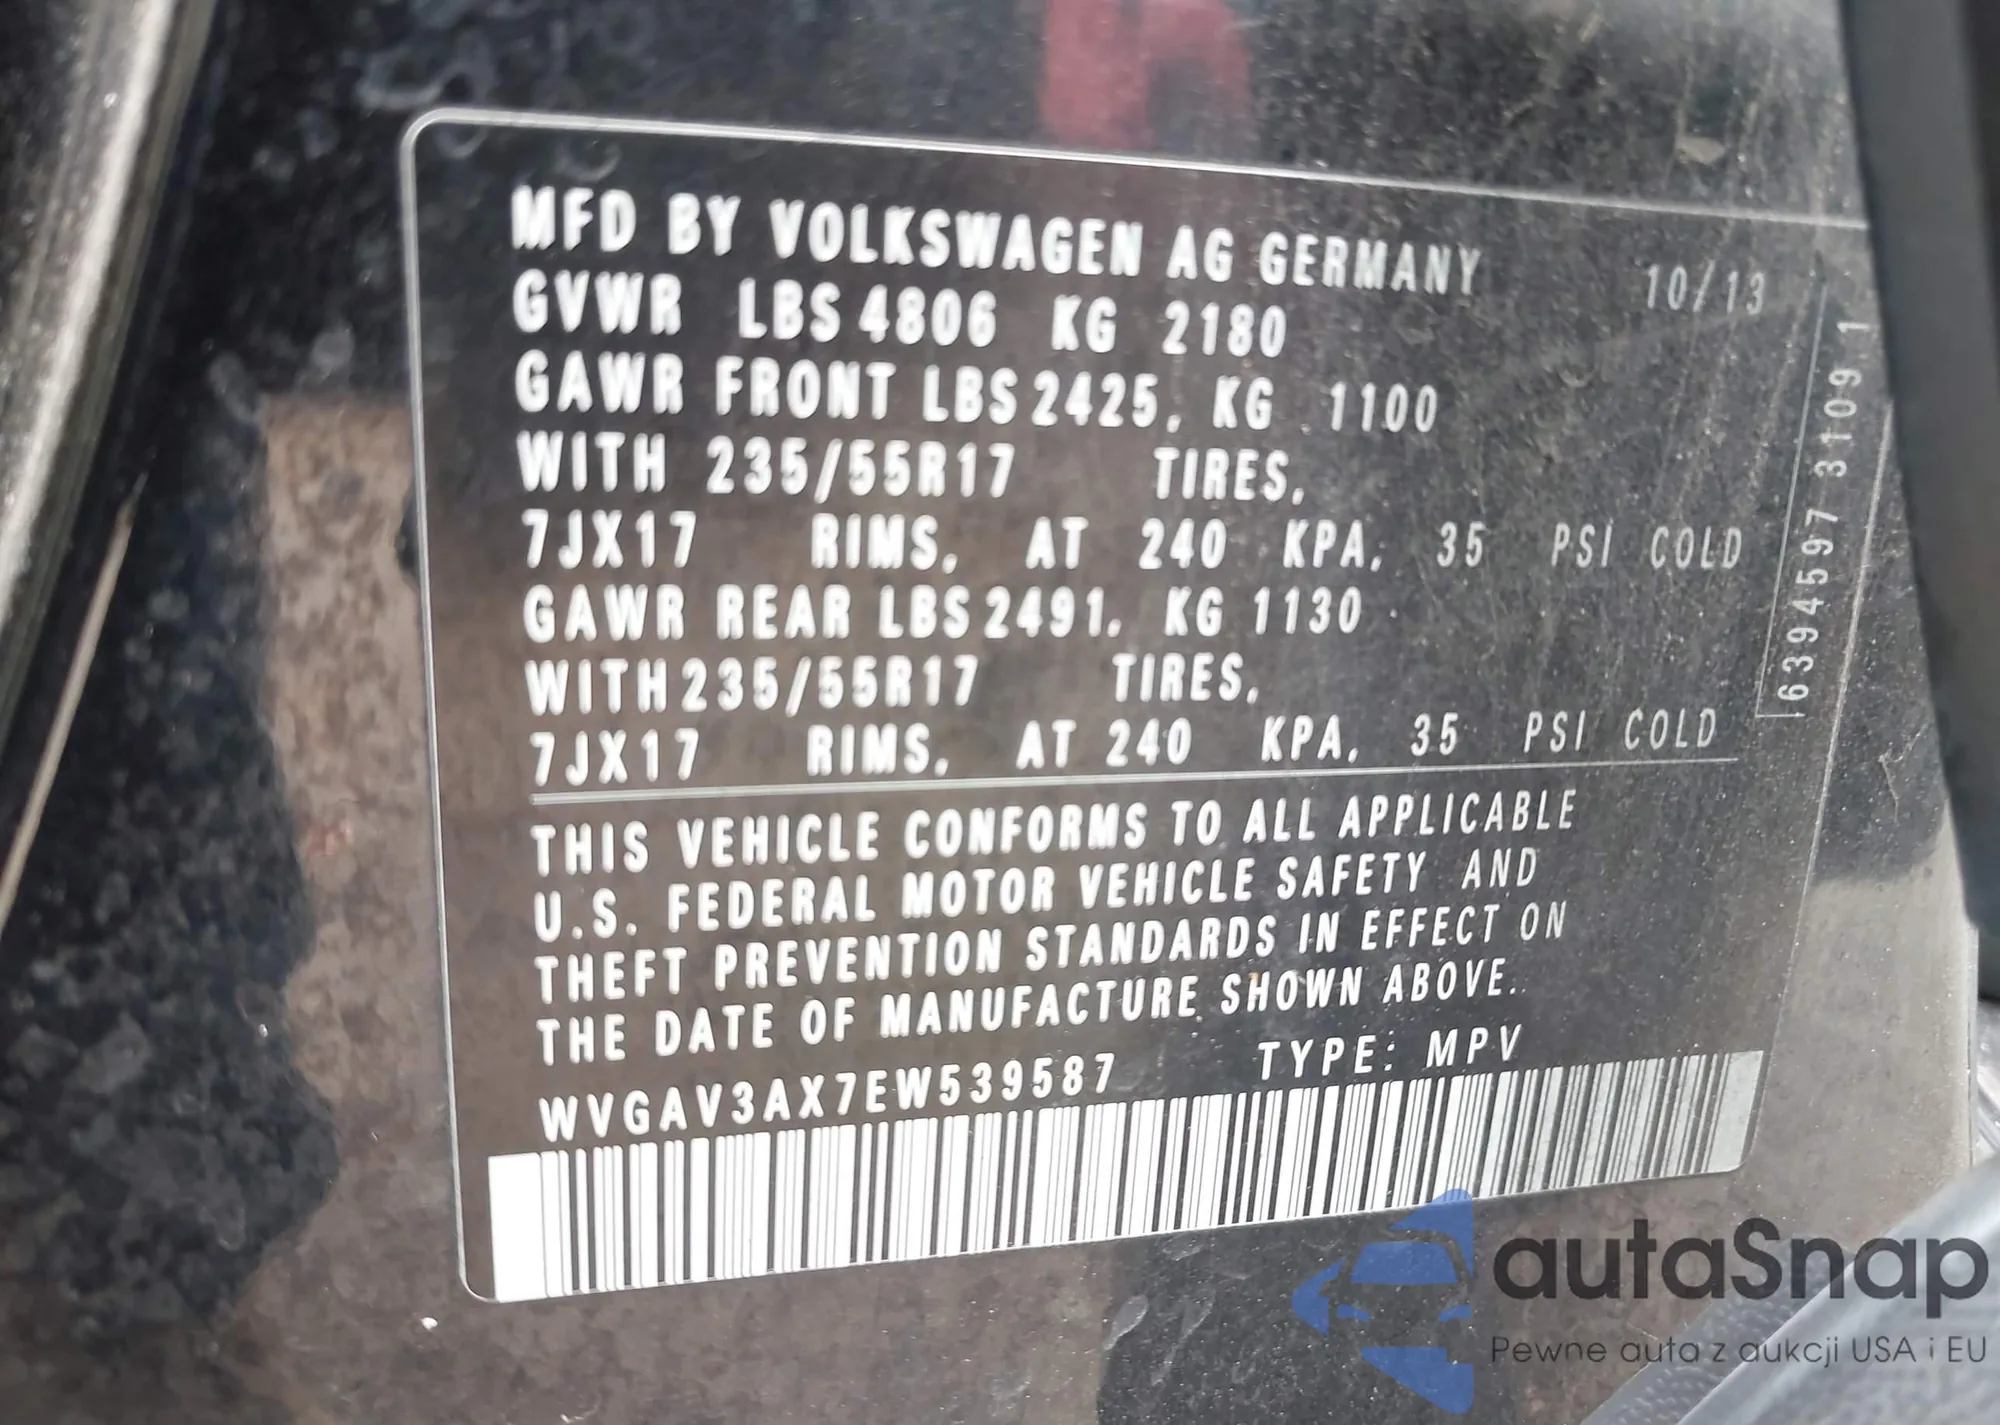 MFD BY VOLKSWAGEN AG GERMANY 10/13
GVWR LBS 4806 KG 2180
GAWR FRONT LBS 2425, KG 1100
WITH 235/55R17 TIRES,
7JX17 RIMS, AT 240 KPA, 35 PSI COLD
GAWR REAR LBS 2491, KG 1130
WITH 235/55R17 TIRES,
7JX17 RIMS, AT 240 KPA, 35 PSI COLD
6394597 3109 1
THIS VEHICLE CONFORMS TO ALL APPLICABLE
U.S. FEDERAL MOTOR VEHICLE SAFETY AND
THEFT PREVENTION STANDARDS IN EFFECT ON
THE DATE OF MANUFACTURE SHOWN ABOVE.
WVGAV3AX7EW539587 TYPE: MPV
autaSnap
Pewne auta z aukcji USA i EU